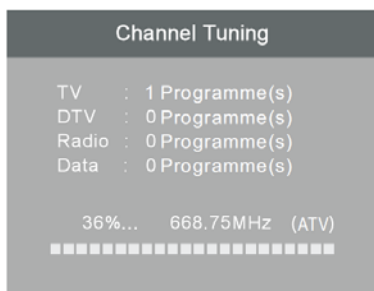 Channel Tuning
TV : 1 Programme(s)
DTV : 0 Programme(s)
Radio : 0 Programme(s)
Data : 0 Programme(s)
36%... 668.75MHz (ATV)